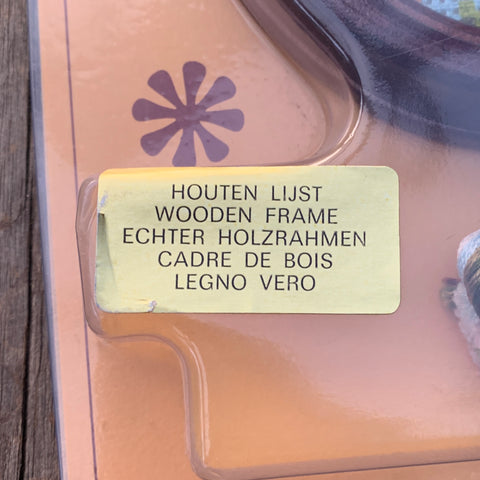 HOUTEN LIJST
WOODEN FRAME
ECHTER HOLZRAHMEN
CADRE DE BOIS
LEGNO VERO